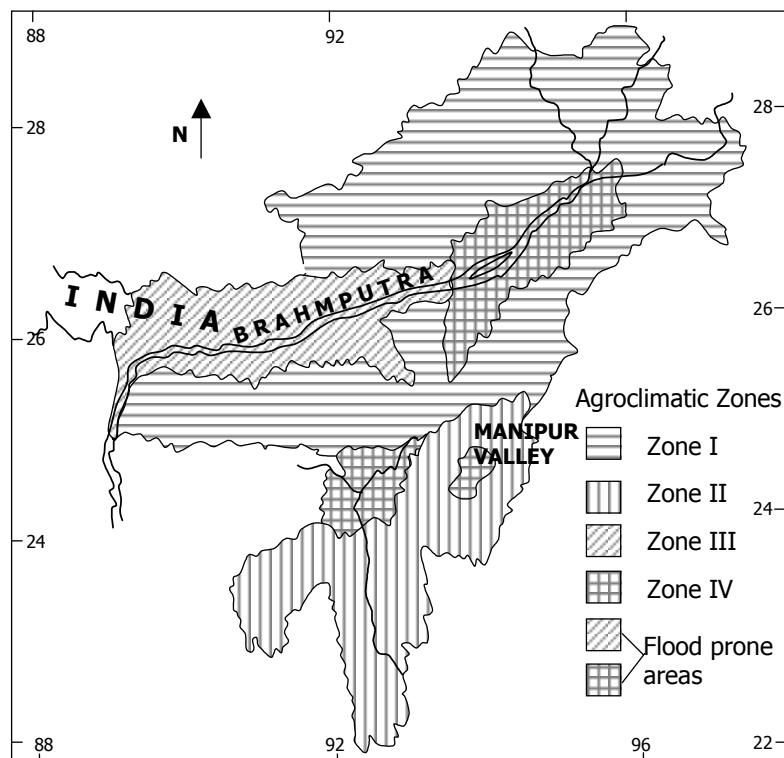 88
92
28
28
N
INDIA
BRAHMPUTRA
26
26
Agroclimatic Zones
MANIPUR
VALLEY
Zone I
Zone II
24
24
Zone III
Zone IV
Flood prone
areas
88
92
96
22